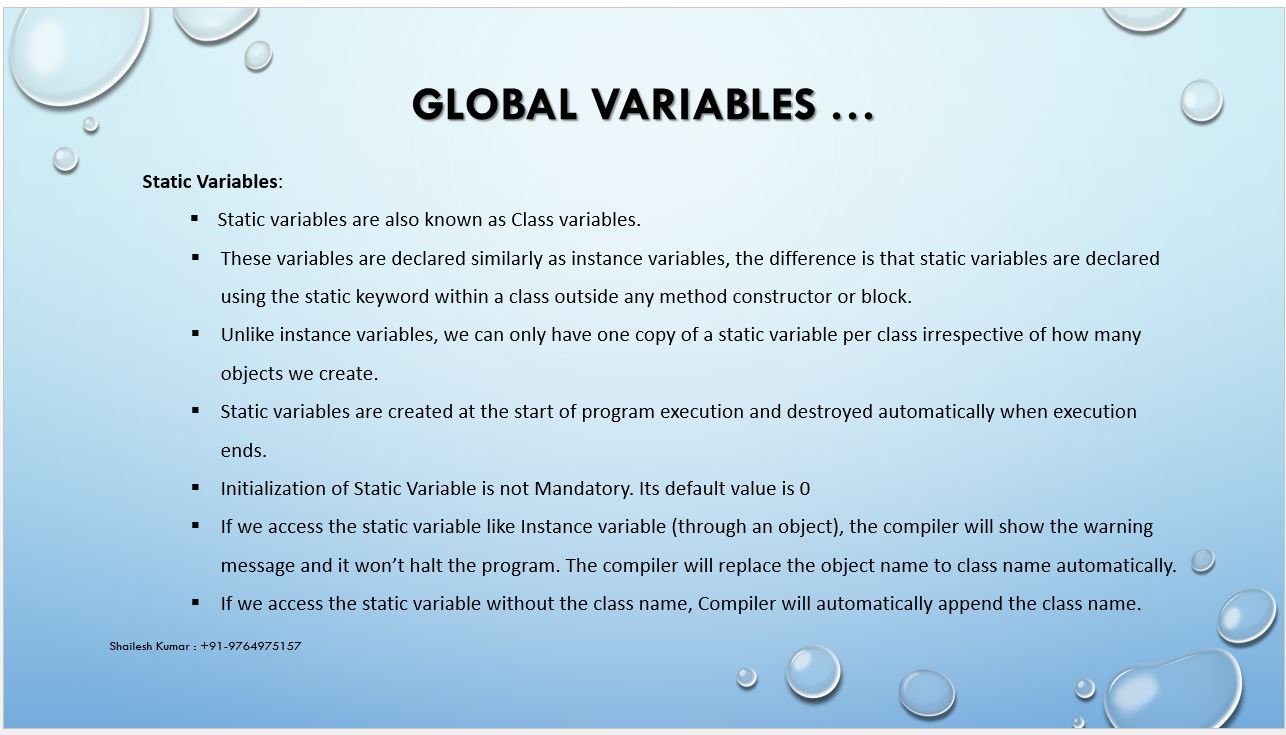 GLOBAL VARIABLES ...
Static Variables:
▪ Static variables are also known as Class variables.
▪ These variables are declared similarly as instance variables, the difference is that static variables are declared
using the static keyword within a class outside any method constructor or block.
▪ Unlike instance variables, we can only have one copy of a static variable per class irrespective of how many
objects we create.
▪ Static variables are created at the start of program execution and destroyed automatically when execution
ends.
▪ Initialization of Static Variable is not Mandatory. Its default value is 0
▪ If we access the static variable like Instance variable (through an object), the compiler will show the warning
message and it won’t halt the program. The compiler will replace the object name to class name automatically.
▪ If we access the static variable without the class name, Compiler will automatically append the class name.
Shailesh Kumar : +91-9764975157